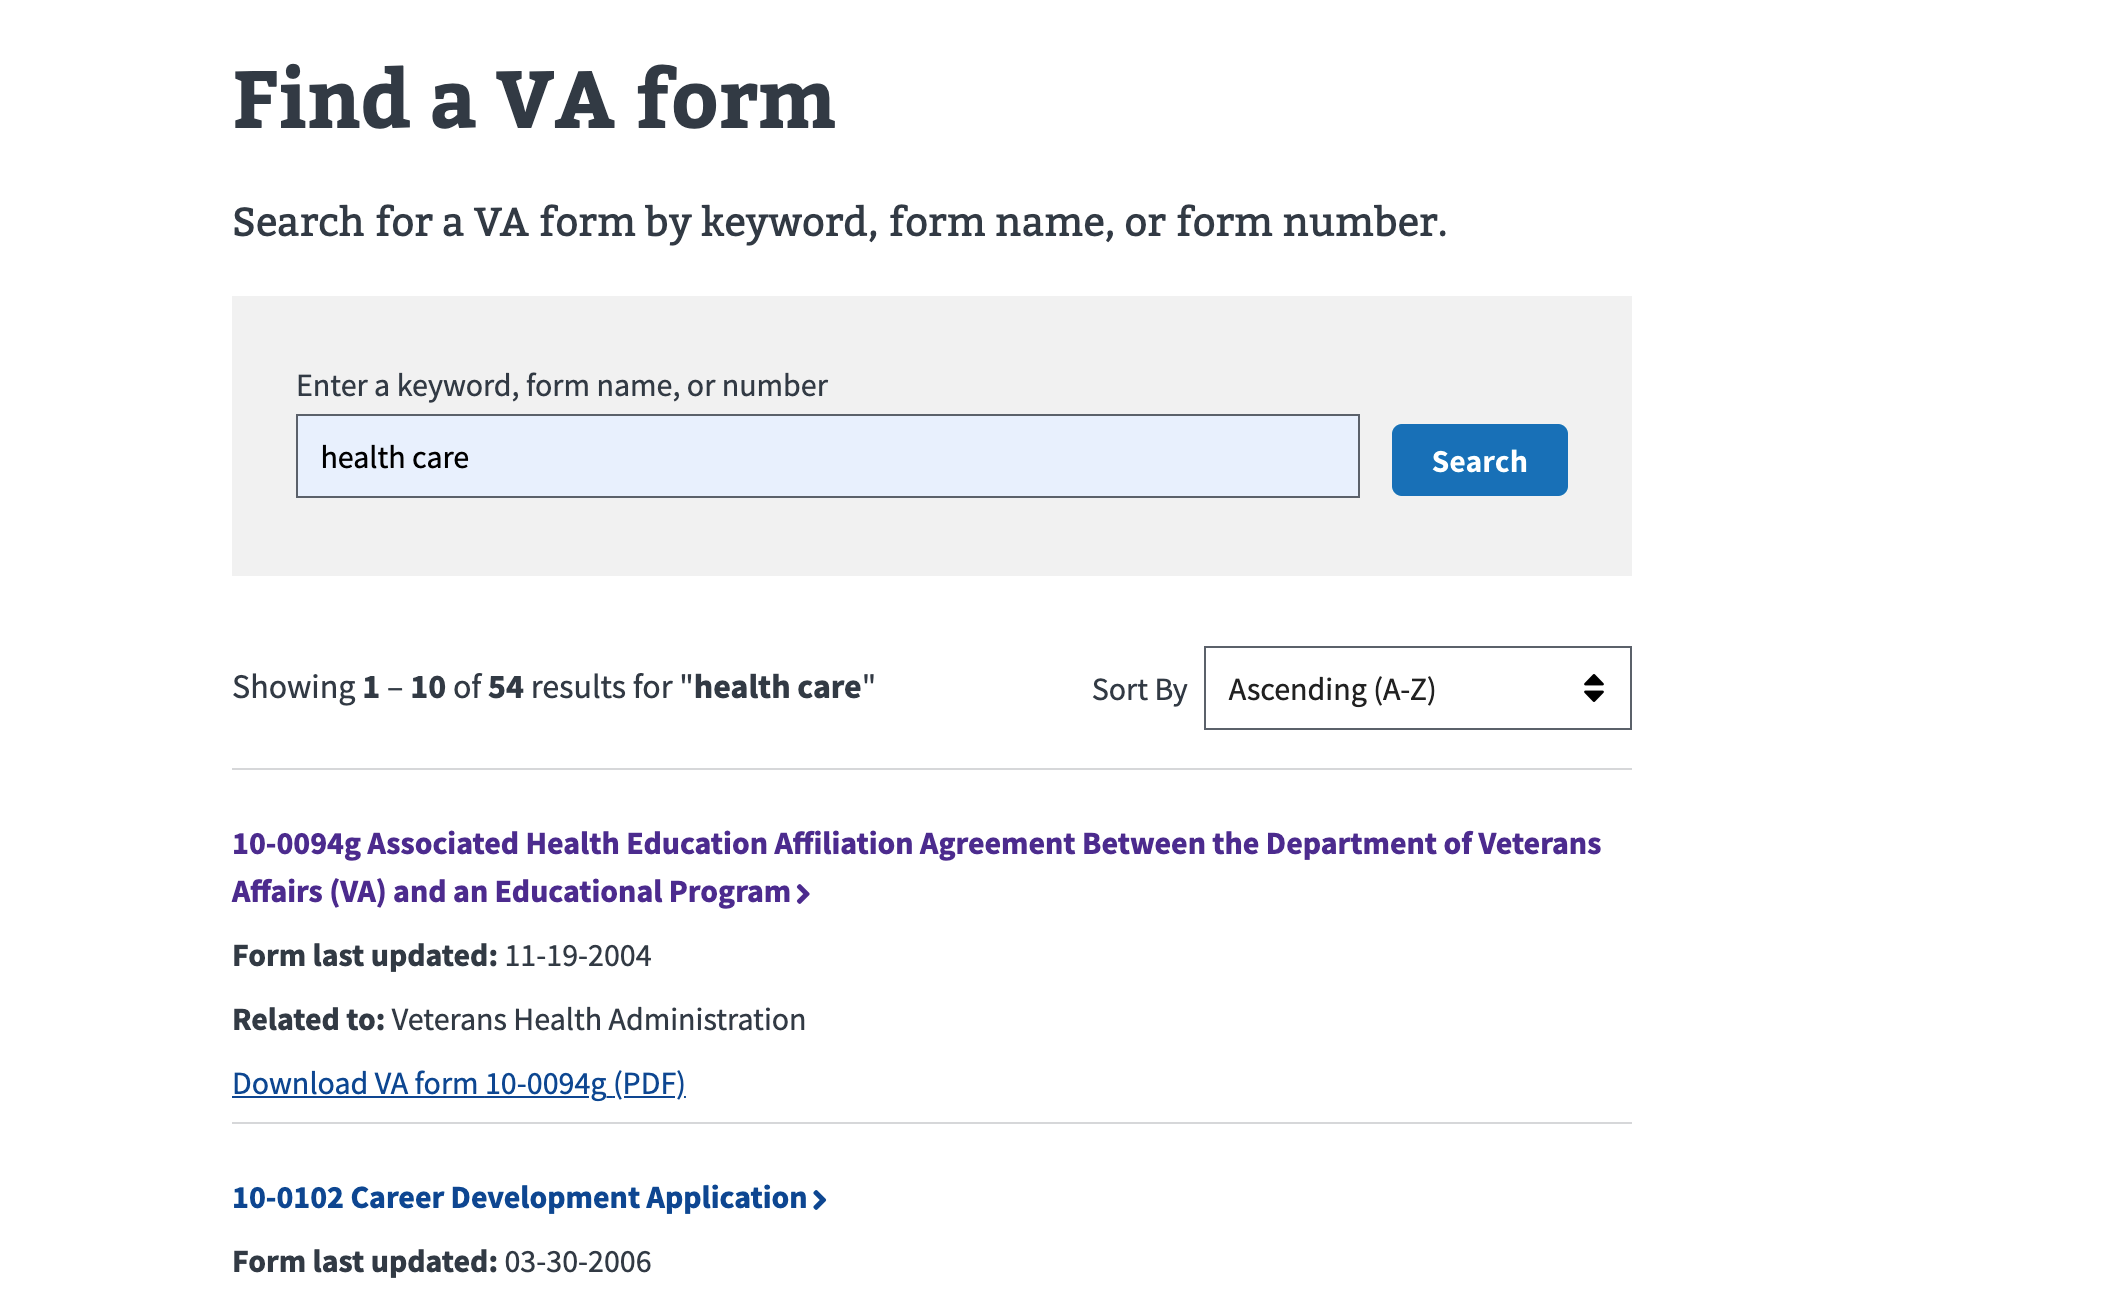 Find a VA form
Search for a VA form by keyword, form name, or form number.
Enter a keyword, form name, or number
health care
Search
Showing 1 – 10 of 54 results for "health care"
Sort By
Ascending (A-Z)
10-0094g Associated Health Education Affiliation Agreement Between the Department of Veterans
Affairs (VA) and an Educational Program
Form last updated: 11-19-2004
Related to: Veterans Health Administration
Download VA form 10-0094g (PDF)
10-0102 Career Development Application
Form last updated: 03-30-2006